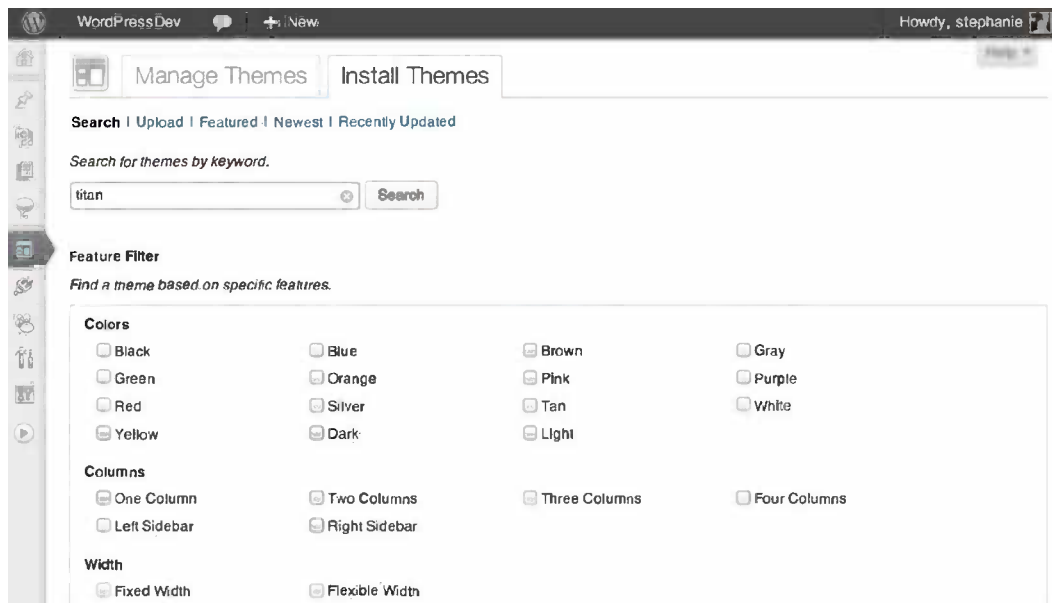 WordPressDev + New Howdy, stephanie
Help
Manage Themes Install Themes
Search | Upload | Featured | Newest | Recently Updated
Search for themes by keyword.
titan Search
Feature Filter
Find a theme based on specific features.
Colors
Black Blue Brown Gray
Green Orange Pink Purple
Red Silver Tan White
Yellow Dark Light
Columns
One Column Two Columns Three Columns Four Columns
Left Sidebar Right Sidebar
Width
Fixed Width Flexible Width